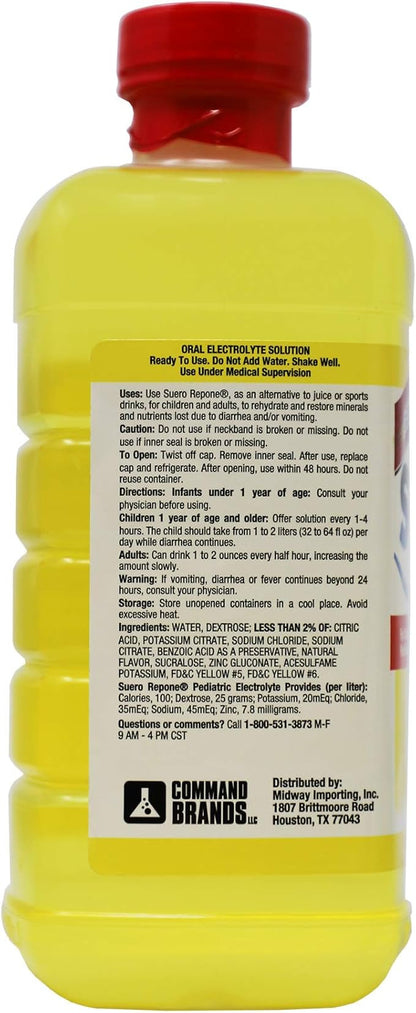 ORAL ELECTROLYTE SOLUTION
Ready To Use. Do Not Add Water. Shake Well.
Use Under Medical Supervision
Uses: Use Suero Repone®, as an alternative to juice or sports
drinks, for children and adults, to rehydrate and restore minerals
and nutrients lost due to diarrhea and/or vomiting.
Caution: Do not use if neckband is broken or missing. Do not
use if inner seal is broken or missing.
To Open: Twist off cap. Remove inner seal. After use, replace
cap and refrigerate. After opening, use within 48 hours. Do not
reuse container.
Directions: Infants under 1 year of age: Consult your
physician before using.
Children 1 year of age and older: Offer solution every 1-4
hours. The child should take from 1 to 2 liters (32 to 64 fl oz) per
day while diarrhea continues.
Adults: Can drink 1 to 2 ounces every half hour, increasing the
amount slowly.
Warning: If vomiting, diarrhea or fever continues beyond 24
hours, consult your physician.
Storage: Store unopened containers in a cool place. Avoid
excessive heat.
Ingredients: WATER, DEXTROSE; LESS THAN 2% OF: CITRIC
ACID, POTASSIUM CITRATE, SODIUM CHLORIDE, SODIUM
CITRATE, BENZOIC ACID AS A PRESERVATIVE, NATURAL
FLAVOR, SUCRALOSE, ZINC GLUCONATE, ACESULFAME
POTASSIUM, FD&C YELLOW #5, FD&C YELLOW #6.
Suero Repone® Pediatric Electrolyte Provides (per liter):
Calories, 100; Dextrose, 25 grams; Potassium, 20mEq; Chloride,
35mEq; Sodium, 45mEq; Zinc, 7.8 milligrams.
Questions or comments? Call 1-800-531-3873 M-F
9 AM - 4 PM CST
COMMAND
BRANDS LLC
Distributed by:
Midway Importing, Inc.
1807 Brittmoore Road
Houston, TX 77043